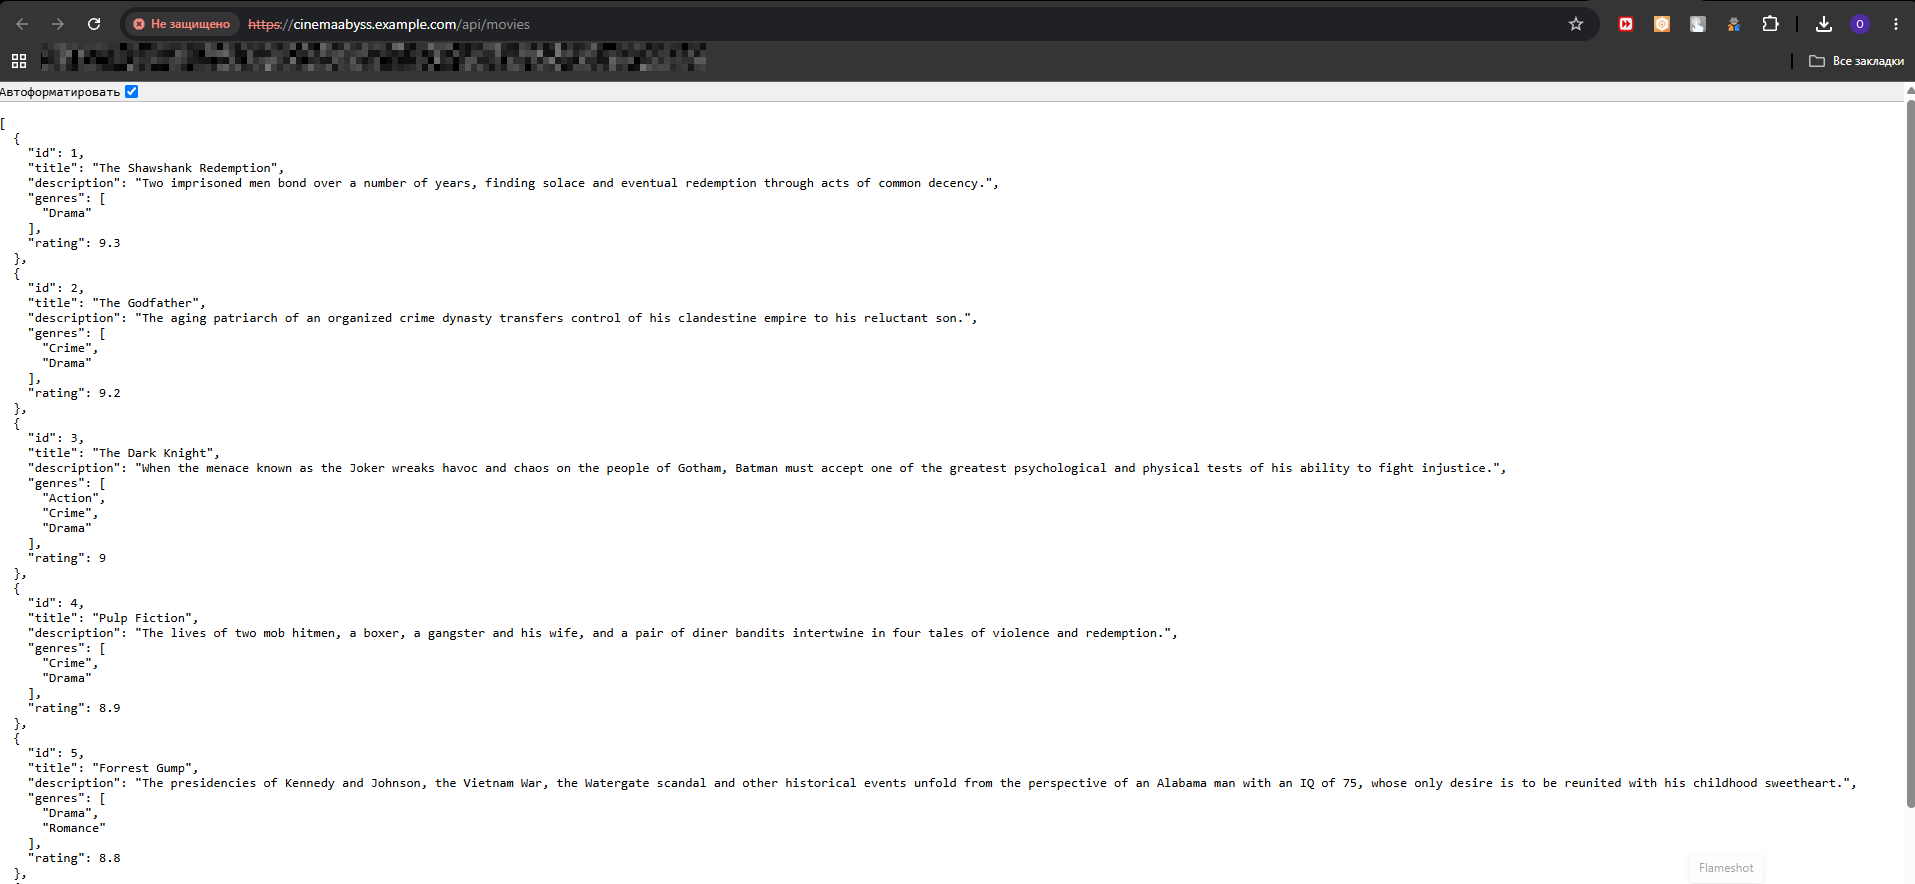 Не защищено https://cinemaabyss.example.com/api/movies O
Все закладки
Автоформатировать
[
  {
    "id": 1,
    "title": "The Shawshank Redemption",
    "description": "Two imprisoned men bond over a number of years, finding solace and eventual redemption through acts of common decency.",
    "genres": [
      "Drama"
    ],
    "rating": 9.3
  },
  {
    "id": 2,
    "title": "The Godfather",
    "description": "The aging patriarch of an organized crime dynasty transfers control of his clandestine empire to his reluctant son.",
    "genres": [
      "Crime",
      "Drama"
    ],
    "rating": 9.2
  },
  {
    "id": 3,
    "title": "The Dark Knight",
    "description": "When the menace known as the Joker wreaks havoc and chaos on the people of Gotham, Batman must accept one of the greatest psychological and physical tests of his ability to fight injustice.",
    "genres": [
      "Action",
      "Crime",
      "Drama"
    ],
    "rating": 9
  },
  {
    "id": 4,
    "title": "Pulp Fiction",
    "description": "The lives of two mob hitmen, a boxer, a gangster and his wife, and a pair of diner bandits intertwine in four tales of violence and redemption.",
    "genres": [
      "Crime",
      "Drama"
    ],
    "rating": 8.9
  },
  {
    "id": 5,
    "title": "Forrest Gump",
    "description": "The presidencies of Kennedy and Johnson, the Vietnam War, the Watergate scandal and other historical events unfold from the perspective of an Alabama man with an IQ of 75, whose only desire is to be reunited with his childhood sweetheart.",
    "genres": [
      "Drama",
      "Romance"
    ],
    "rating": 8.8
  },
Flameshot